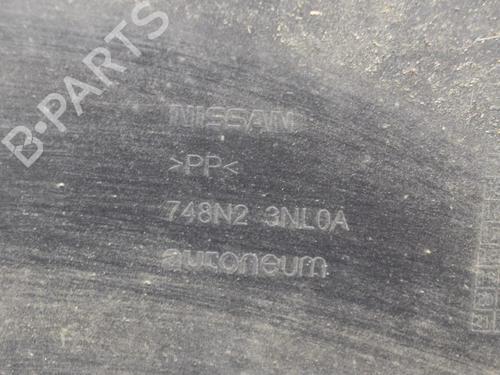 B-PARTS
NISSAN
>PP<
748N2 3NL0A
autoneum